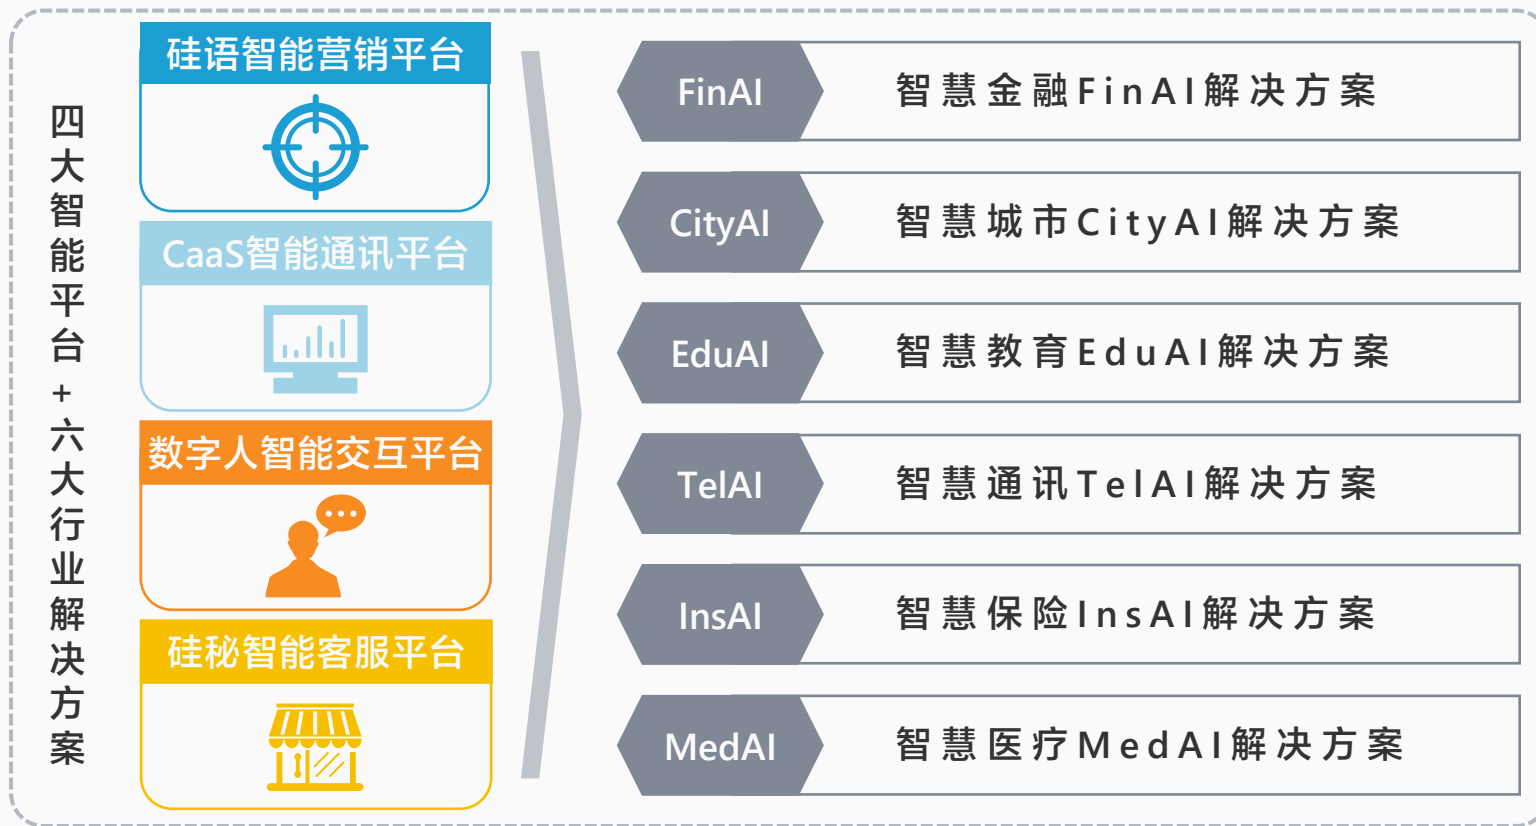 四大智能平台+六大行业解决方案
硅语智能营销平台
CaaS智能通讯平台
数字人智能交互平台
硅秘智能客服平台
FinAI
智慧金融FinAI解决方案
CityAI
智慧城市CityAI解决方案
EduAI
智慧教育EduAI解决方案
TelAI
智慧通讯TelAI解决方案
InsAI
智慧保险InsAI解决方案
MedAI
智慧医疗MedAI解决方案